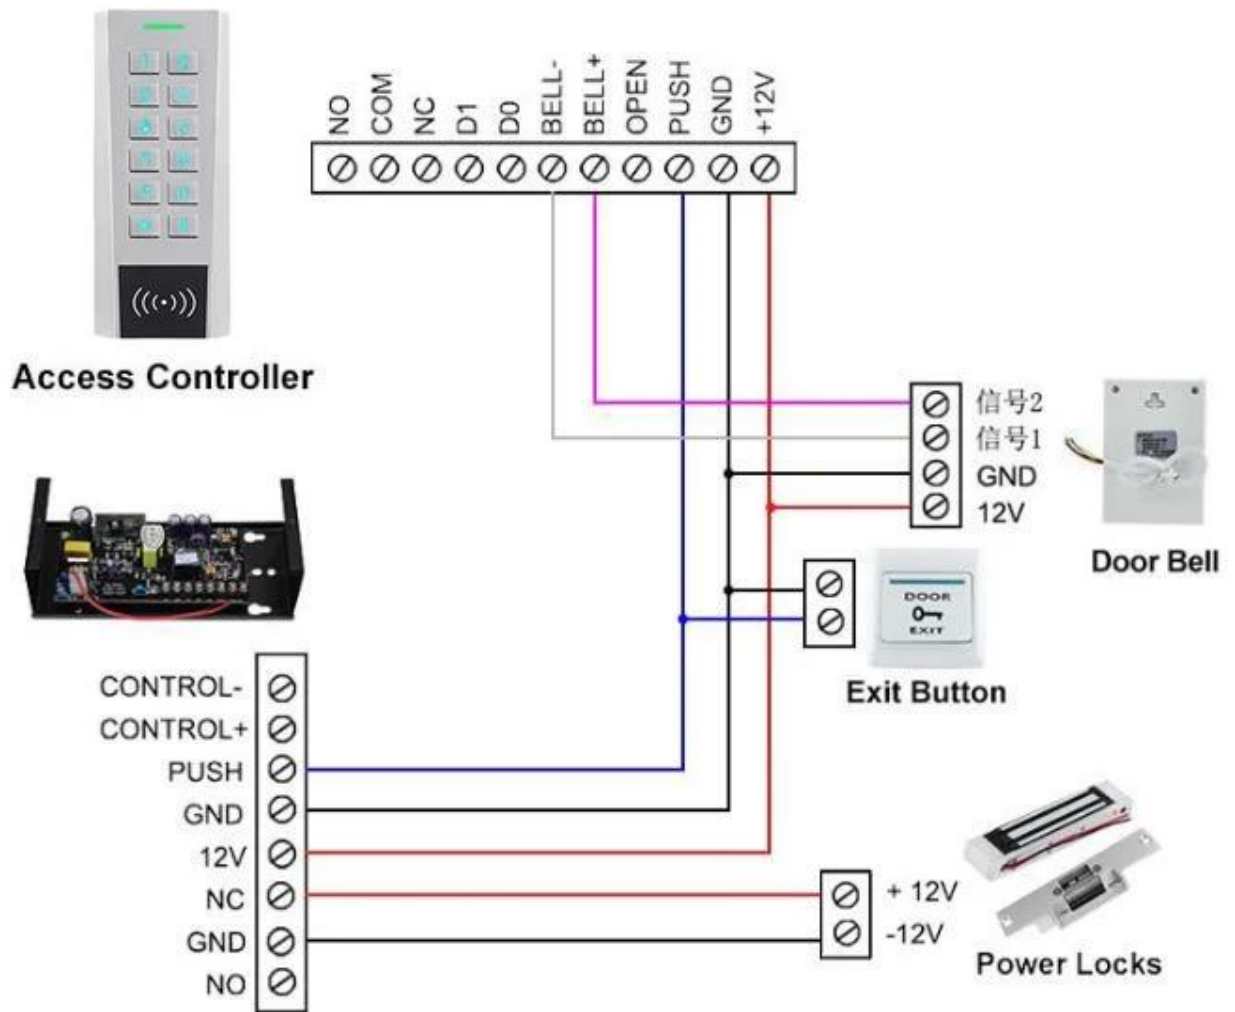 NO
COM
NC
D1
D0
BELL-
BELL+
OPEN
PUSH
GND
+12V
Access Controller
信号2
信号1
GND
12V
Door Bell
DOOR
EXIT
Exit Button
CONTROL-
CONTROL+
PUSH
GND
12V
NC
GND
NO
+ 12V
-12V
Power Locks